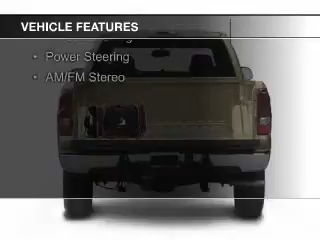 VEHICLE FEATURES
• Power Steering
• AM/FM Stereo